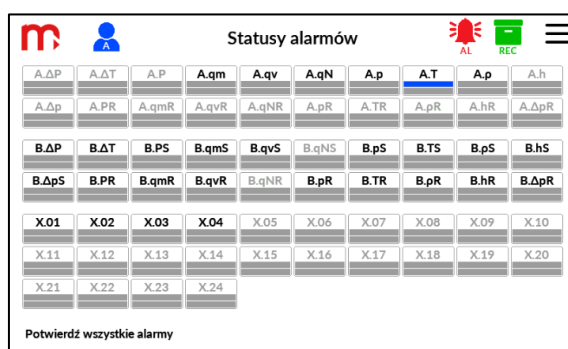 Statusy alarmów
A AL REC
A.ΔP A.ΔT A.P A.qm A.qv A.qN A.p A.T A.ρ A.h
A.Δp A.PR A.qmR A.qvR A.qNR A.pR A.TR A.ρR A.hR A.ΔpR
B.ΔP B.ΔT B.PS B.qmS B.qvS B.qNS B.pS B.TS B.ρS B.hS
B.ΔpS B.PR B.qmR B.qvR B.qNR B.pR B.TR B.ρR B.hR B.ΔpR
X.01 X.02 X.03 X.04 X.05 X.06 X.07 X.08 X.09 X.10
X.11 X.12 X.13 X.14 X.15 X.16 X.17 X.18 X.19 X.20
X.21 X.22 X.23 X.24
Potwierdź wszystkie alarmy